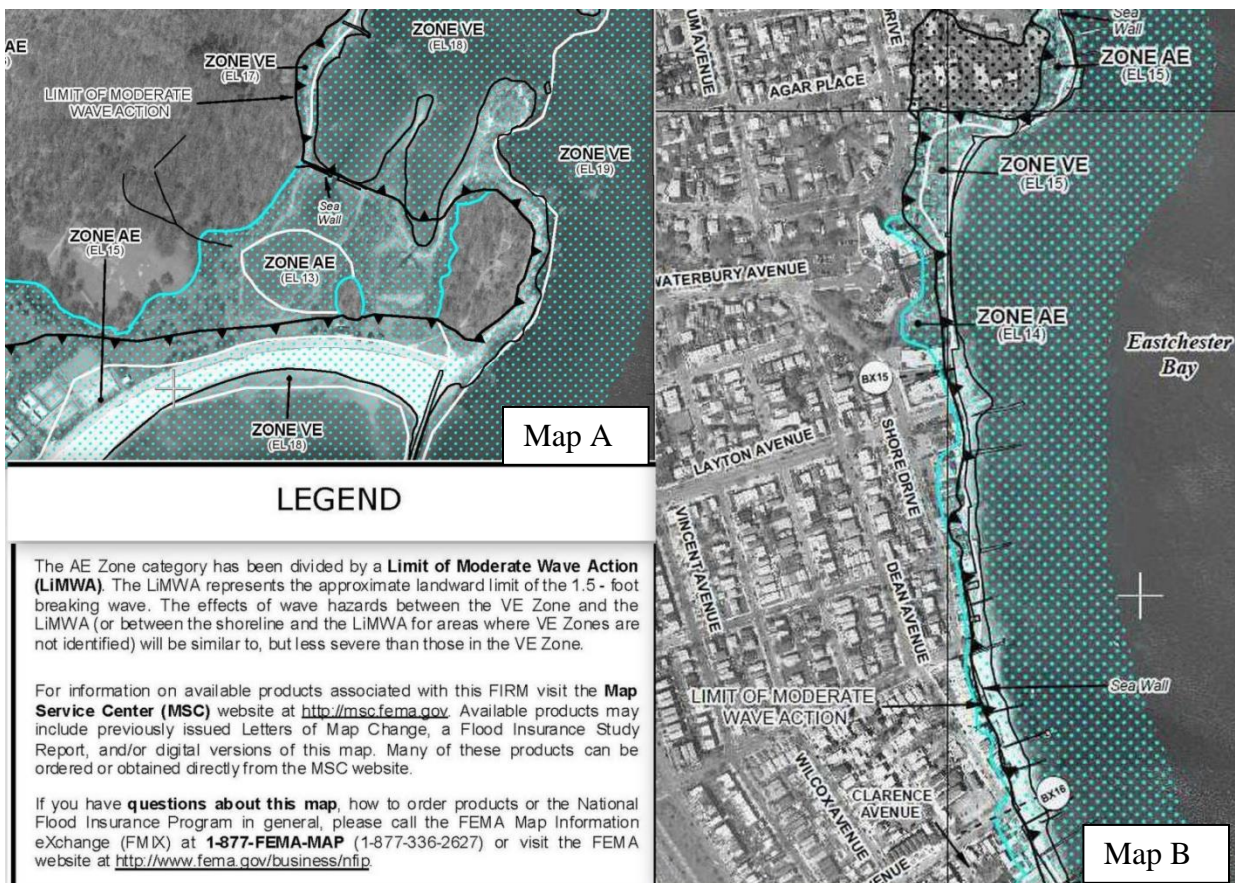 ZONE VE
(EL 18)
ZONE VE
(EL 17)
LIMIT OF MODERATE
WAVE ACTION
ZONE VE
(EL 19)
Sea
Wall
ZONE AE
(EL 15)
ZONE AE
(EL 13)
ZONE VE
(EL 18)
Map A
LEGEND
The AE Zone category has been divided by a Limit of Moderate Wave Action
(LiMWA). The LiMWA represents the approximate landward limit of the 1.5 - foot
breaking wave. The effects of wave hazards between the VE Zone and the
LiMWA (or between the shoreline and the LiMWA for areas where VE Zones are
not identified) will be similar to, but less severe than those in the VE Zone.
For information on available products associated with this FIRM visit the Map
Service Center (MSC) website at http://msc.fema.gov. Available products may
include previously issued Letters of Map Change, a Flood Insurance Study
Report, and/or digital versions of this map. Many of these products can be
ordered or obtained directly from the MSC website.
If you have questions about this map, how to order products or the National
Flood Insurance Program in general, please call the FEMA Map Information
eXchange (FMIX) at 1-877-FEMA-MAP (1-877-336-2627) or visit the FEMA
website at http://www.fema.gov/business/nfip.
UM AVENUE
DRIVE
Sea
Wall
ZONE AE
(EL 15)
AGAR PLACE
ZONE VE
(EL 15)
WATERBURY AVENUE
ZONE AE
(EL 14)
Eastchester
Bay
BX15
SHORE DRIVE
LAYTON AVENUE
VINCENT AVENUE
DEAN AVENUE
LIMIT OF MODERATE
WAVE ACTION
Sea Wall
WILCOX AVENUE
CLARENCE
AVENUE
BX16
VENUE
Map B